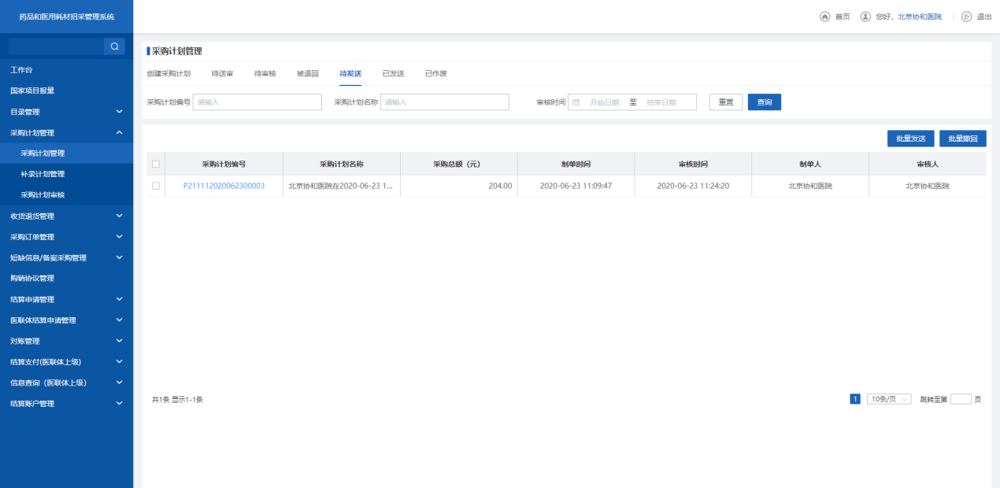 药品和医用耗材招采管理系统
首页 您好，北京协和医院 退出
工作台
国家项目报量
目录管理
采购计划管理
采购计划管理
补录计划管理
采购计划审核
收货退货管理
采购订单管理
短缺信息/备案采购管理
购销协议管理
结算申请管理
医联体结算申请管理
对账管理
结算支付(医联体上级)
信息查询（医联体上级）
结算账户管理
采购计划管理
创建采购计划 待送审 待审核 被退回 待发送 已发送 已作废
采购计划编号 请输入 采购计划名称 请输入 审核时间 开始日期 至 结束日期 重置 查询
批量发送 批量撤回
采购计划编号 采购计划名称 采购总额（元） 制单时间 审核时间 制单人 审核人
P211112020062300003 北京协和医院在2020-06-23 1... 204.00 2020-06-23 11:09:47 2020-06-23 11:24:20 北京协和医院 北京协和医院
共1条 显示1-1条 1 10条/页 跳转至第 页